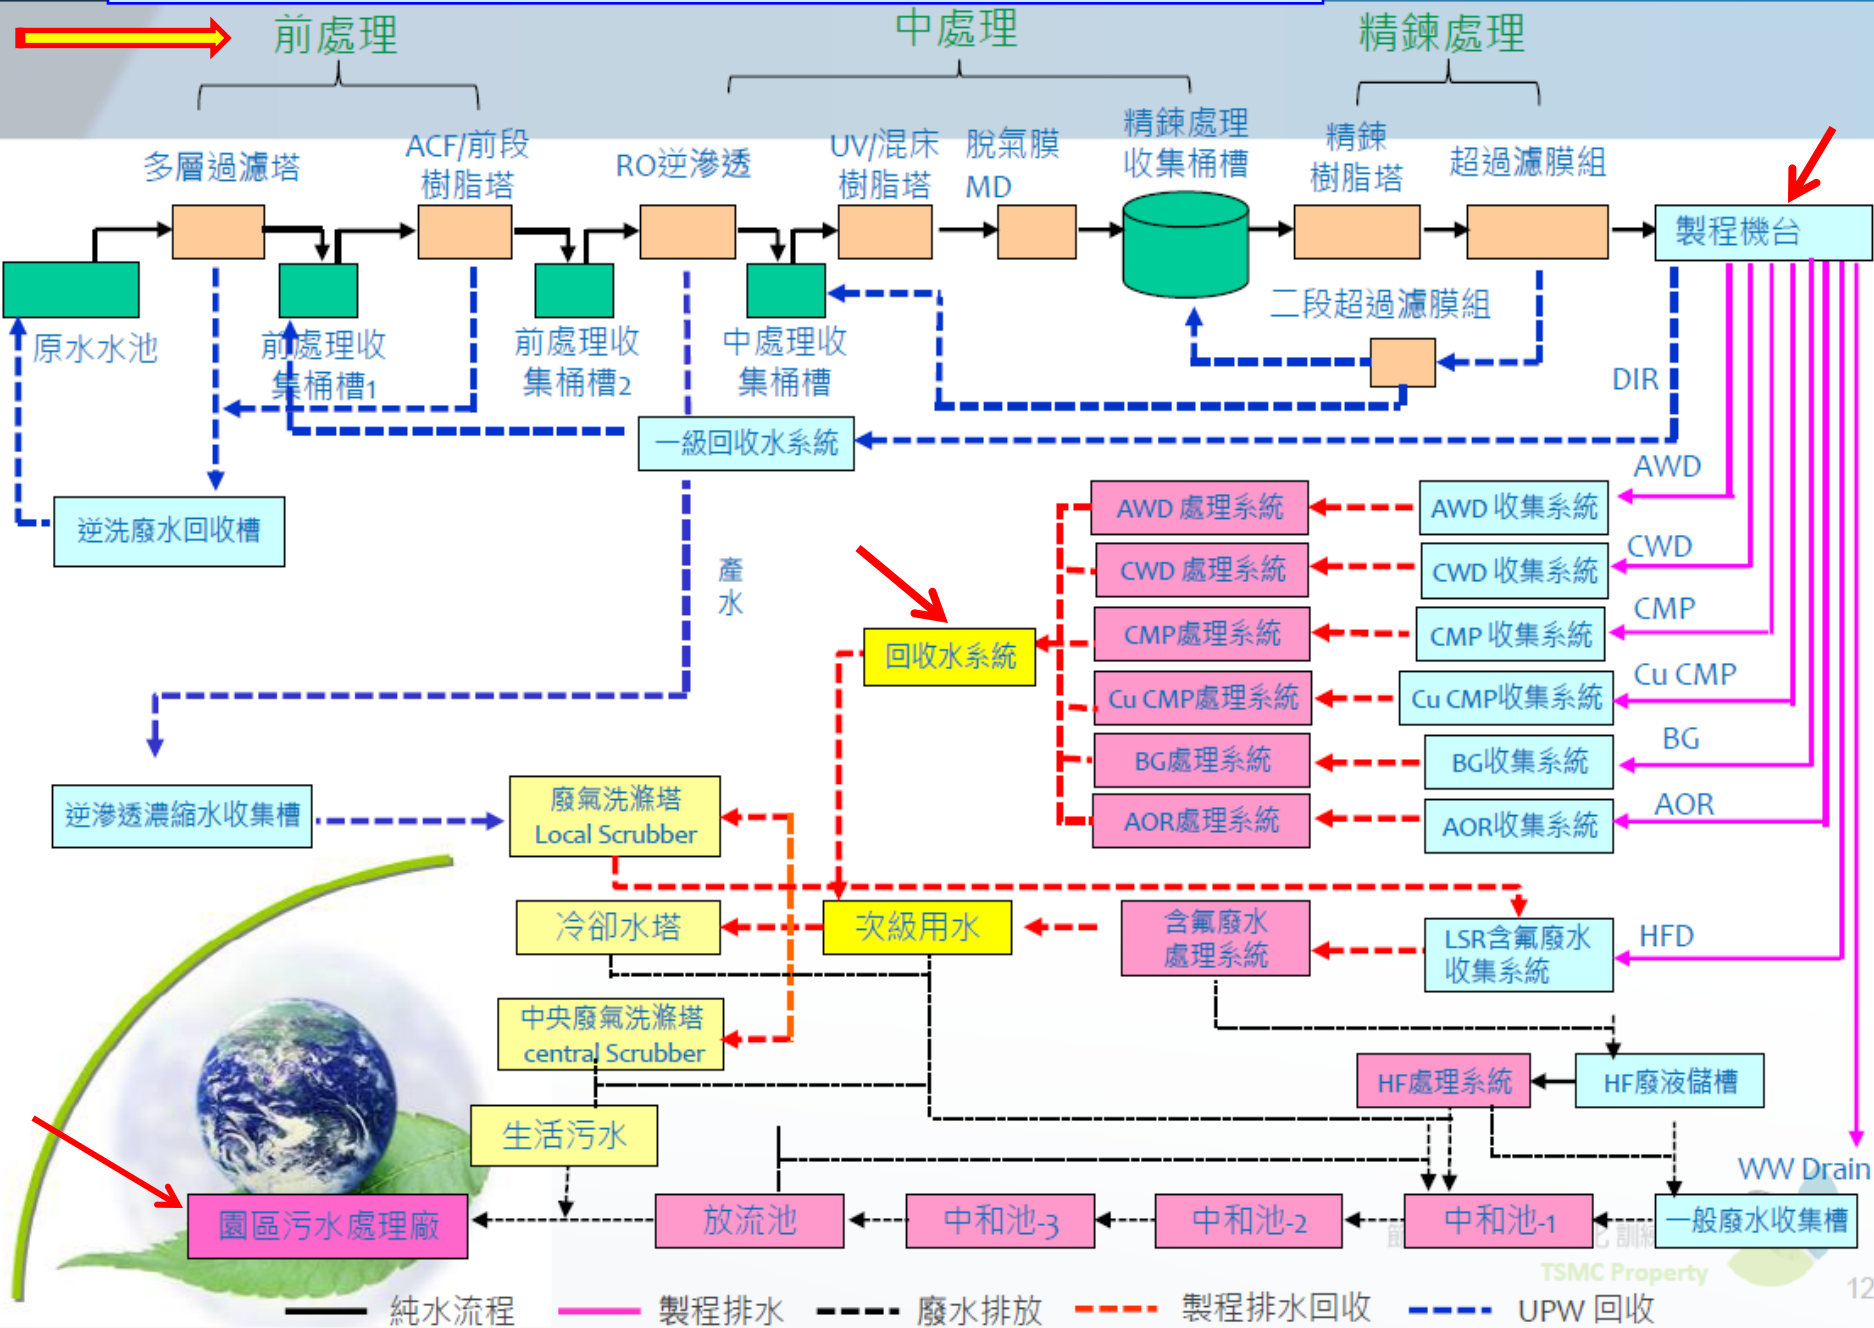 前處理
中處理
精鍊處理
多層過濾塔
ACF/前段
樹脂塔
RO逆滲透
UV/混床
樹脂塔
脫氣膜
MD
精鍊處理
收集桶槽
精鍊
樹脂塔
超過濾膜組
製程機台
原水水池
前處理收
集桶槽1
前處理收
集桶槽2
中處理收
集桶槽
二段超過濾膜組
DIR
一級回收水系統
逆洗廢水回收槽
產
水
AWD
AWD 處理系統
AWD 收集系統
CWD
CWD 處理系統
CWD 收集系統
CMP
CMP處理系統
CMP 收集系統
回收水系統
Cu CMP
Cu CMP處理系統
Cu CMP收集系統
BG
BG處理系統
BG收集系統
AOR
AOR處理系統
AOR收集系統
逆滲透濃縮水收集槽
廢氣洗滌塔
Local Scrubber
冷卻水塔
次級用水
含氟廢水
處理系統
LSR含氟廢水
收集系統
HFD
中央廢氣洗滌塔
central Scrubber
HF處理系統
HF廢液儲槽
生活污水
WW Drain
園區污水處理廠
放流池
中和池-3
中和池-2
中和池-1
一般廢水收集槽
訓練
TSMC Property
12
純水流程
製程排水
廢水排放
製程排水回收
UPW 回收